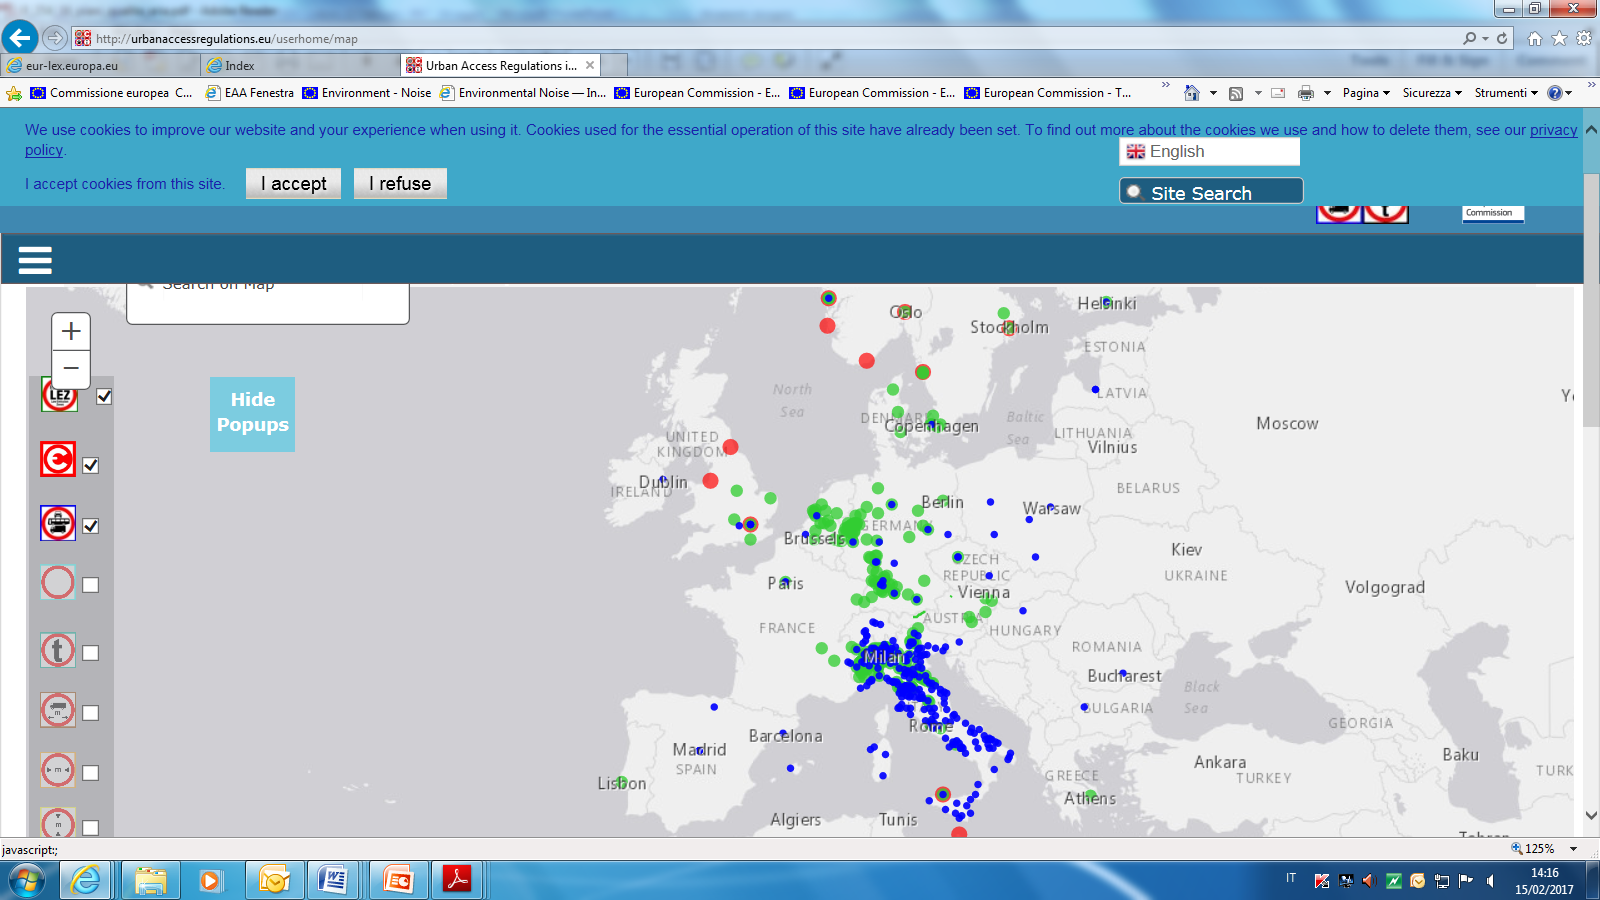 http://urbanaccessregulations.eu/userhome/map
eur-lex.europa.eu
Index
Urban Access Regulations i...
Commissione europea C...
EAA Fenestra
Environment - Noise
Environmental Noise — In...
European Commission - E...
European Commission - E...
European Commission - T...
Pagina
Sicurezza
Strumenti
We use cookies to improve our website and your experience when using it. Cookies used for the essential operation of this site have already been set. To find out more about the cookies we use and how to delete them, see our privacy
policy.
I accept cookies from this site.
I accept
I refuse
English
Site Search
Commission
Search on Map
+
−
LEZ
Hide
Popups
t
m
m
m
Oslo
Stockholm
Helsinki
ESTONIA
North
Sea
LATVIA
DENMARK
Copenhagen
Baltic
Sea
Moscow
LITHUANIA
Vilnius
UNITED
KINGDOM
Dublin
IRELAND
Berlin
Warsaw
BELARUS
GERMANY
Brussels
Kiev
UKRAINE
CZECH
REPUBLIC
Paris
Vienna
Volgograd
AUSTRIA
FRANCE
HUNGARY
Milan
ROMANIA
Bucharest
Black
Sea
BULGARIA
Rome
GEORGIA
Barcelona
Madrid
SPAIN
Ankara
TURKEY
Baku
TURK
GREECE
Lisbon
Athens
Algiers
Tunis
Tehran
javascript:;
125%
IT
14:16
15/02/2017